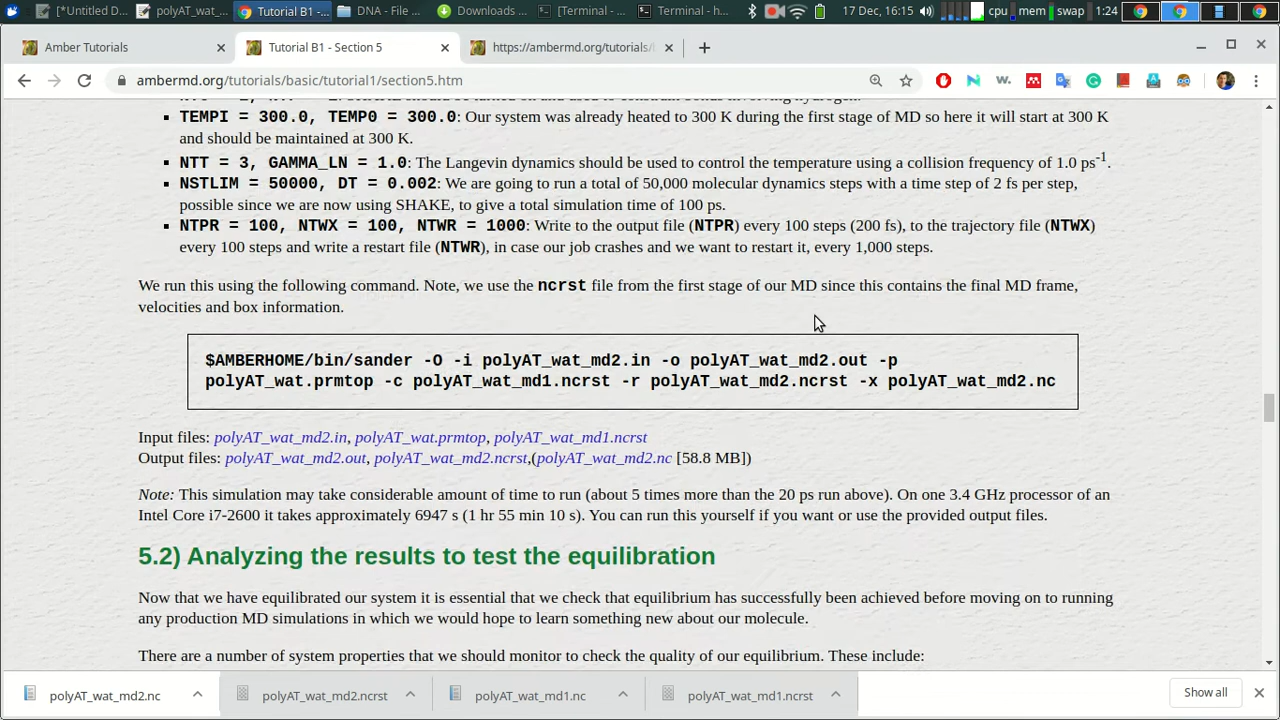 [*Untitled D... polyAT_wat_... Tutorial B1 -... DNA - File ... Downloads ... [Terminal - ... Terminal - h... 17 Dec, 16:15 cpu mem swap 1:24
Amber Tutorials Tutorial B1 - Section 5 https://ambermd.org/tutorials/
ambermd.org/tutorials/basic/tutorial1/section5.htm
TEMPI = 300.0, TEMP0 = 300.0: Our system was already heated to 300 K during the first stage of MD so here it will start at 300 K
and should be maintained at 300 K.
NTT = 3, GAMMA_LN = 1.0: The Langevin dynamics should be used to control the temperature using a collision frequency of 1.0 ps-1.
NSTLIM = 50000, DT = 0.002: We are going to run a total of 50,000 molecular dynamics steps with a time step of 2 fs per step,
possible since we are now using SHAKE, to give a total simulation time of 100 ps.
NTPR = 100, NTWX = 100, NTWR = 1000: Write to the output file (NTPR) every 100 steps (200 fs), to the trajectory file (NTWX)
every 100 steps and write a restart file (NTWR), in case our job crashes and we want to restart it, every 1,000 steps.
We run this using the following command. Note, we use the ncrst file from the first stage of our MD since this contains the final MD frame,
velocities and box information.
$AMBERHOME/bin/sander -O -i polyAT_wat_md2.in -o polyAT_wat_md2.out -p
polyAT_wat.prmtop -c polyAT_wat_md1.ncrst -r polyAT_wat_md2.ncrst -x polyAT_wat_md2.nc
Input files: polyAT_wat_md2.in, polyAT_wat.prmtop, polyAT_wat_md1.ncrst
Output files: polyAT_wat_md2.out, polyAT_wat_md2.ncrst,(polyAT_wat_md2.nc [58.8 MB])
Note: This simulation may take considerable amount of time to run (about 5 times more than the 20 ps run above). On one 3.4 GHz processor of an
Intel Core i7-2600 it takes approximately 6947 s (1 hr 55 min 10 s). You can run this yourself if you want or use the provided output files.
5.2) Analyzing the results to test the equilibration
Now that we have equilibrated our system it is essential that we check that equilibrium has successfully been achieved before moving on to running
any production MD simulations in which we would hope to learn something new about our molecule.
There are a number of system properties that we should monitor to check the quality of our equilibrium. These include:
polyAT_wat_md2.nc polyAT_wat_md2.ncrst polyAT_wat_md1.nc polyAT_wat_md1.ncrst Show all